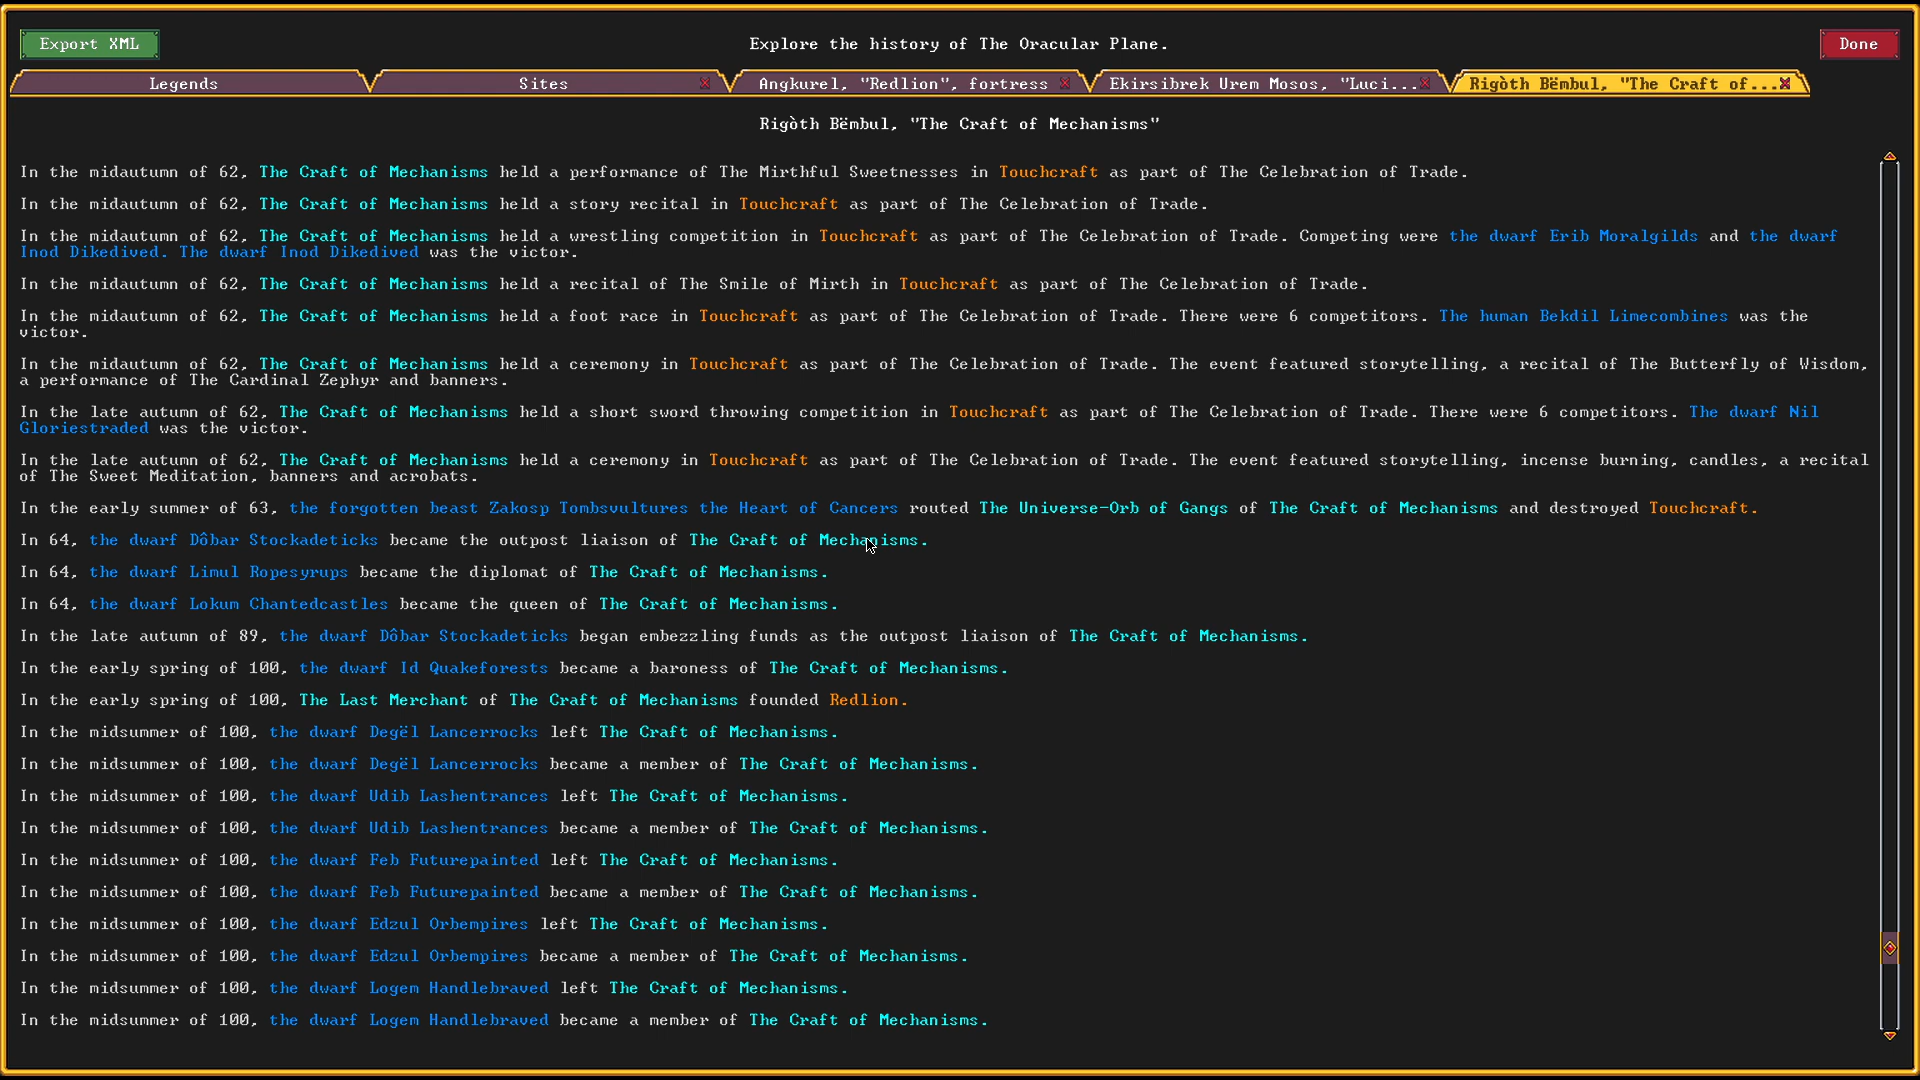 Export XML
Explore the history of The Oracular Plane.
Done
Legends
Sites
Angkurel, "Redlion", fortress
Ekirsibrek Urem Mosos, "Luci...
Rigòth Bëmbul, "The Craft of...
Rigòth Bëmbul, "The Craft of Mechanisms"
In the midautumn of 62, The Craft of Mechanisms held a performance of The Mirthful Sweetnesses in Touchcraft as part of The Celebration of Trade.
In the midautumn of 62, The Craft of Mechanisms held a story recital in Touchcraft as part of The Celebration of Trade.
In the midautumn of 62, The Craft of Mechanisms held a wrestling competition in Touchcraft as part of The Celebration of Trade. Competing were the dwarf Erib Moralgilds and the dwarf
Inod Dikedived. The dwarf Inod Dikedived was the victor.
In the midautumn of 62, The Craft of Mechanisms held a recital of The Smile of Mirth in Touchcraft as part of The Celebration of Trade.
In the midautumn of 62, The Craft of Mechanisms held a foot race in Touchcraft as part of The Celebration of Trade. There were 6 competitors. The human Bekdil Limecombines was the
victor.
In the midautumn of 62, The Craft of Mechanisms held a ceremony in Touchcraft as part of The Celebration of Trade. The event featured storytelling, a recital of The Butterfly of Wisdom,
a performance of The Cardinal Zephyr and banners.
In the late autumn of 62, The Craft of Mechanisms held a short sword throwing competition in Touchcraft as part of The Celebration of Trade. There were 6 competitors. The dwarf Nil
Gloriestraded was the victor.
In the late autumn of 62, The Craft of Mechanisms held a ceremony in Touchcraft as part of The Celebration of Trade. The event featured storytelling, incense burning, candles, a recital
of The Sweet Meditation, banners and acrobats.
In the early summer of 63, the forgotten beast Zakosp Tombsvultures the Heart of Cancers routed The Universe-Orb of Gangs of The Craft of Mechanisms and destroyed Touchcraft.
In 64, the dwarf Dôbar Stockadeticks became the outpost liaison of The Craft of Mechanisms.
In 64, the dwarf Limul Ropesyrups became the diplomat of The Craft of Mechanisms.
In 64, the dwarf Lokum Chantedcastles became the queen of The Craft of Mechanisms.
In the late autumn of 89, the dwarf Dôbar Stockadeticks began embezzling funds as the outpost liaison of The Craft of Mechanisms.
In the early spring of 100, the dwarf Id Quakeforests became a baroness of The Craft of Mechanisms.
In the early spring of 100, The Last Merchant of The Craft of Mechanisms founded Redlion.
In the midsummer of 100, the dwarf Degël Lancerrocks left The Craft of Mechanisms.
In the midsummer of 100, the dwarf Degël Lancerrocks became a member of The Craft of Mechanisms.
In the midsummer of 100, the dwarf Udib Lashentrances left The Craft of Mechanisms.
In the midsummer of 100, the dwarf Udib Lashentrances became a member of The Craft of Mechanisms.
In the midsummer of 100, the dwarf Feb Futurepainted left The Craft of Mechanisms.
In the midsummer of 100, the dwarf Feb Futurepainted became a member of The Craft of Mechanisms.
In the midsummer of 100, the dwarf Edzul Orbempires left The Craft of Mechanisms.
In the midsummer of 100, the dwarf Edzul Orbempires became a member of The Craft of Mechanisms.
In the midsummer of 100, the dwarf Logem Handlebraved left The Craft of Mechanisms.
In the midsummer of 100, the dwarf Logem Handlebraved became a member of The Craft of Mechanisms.